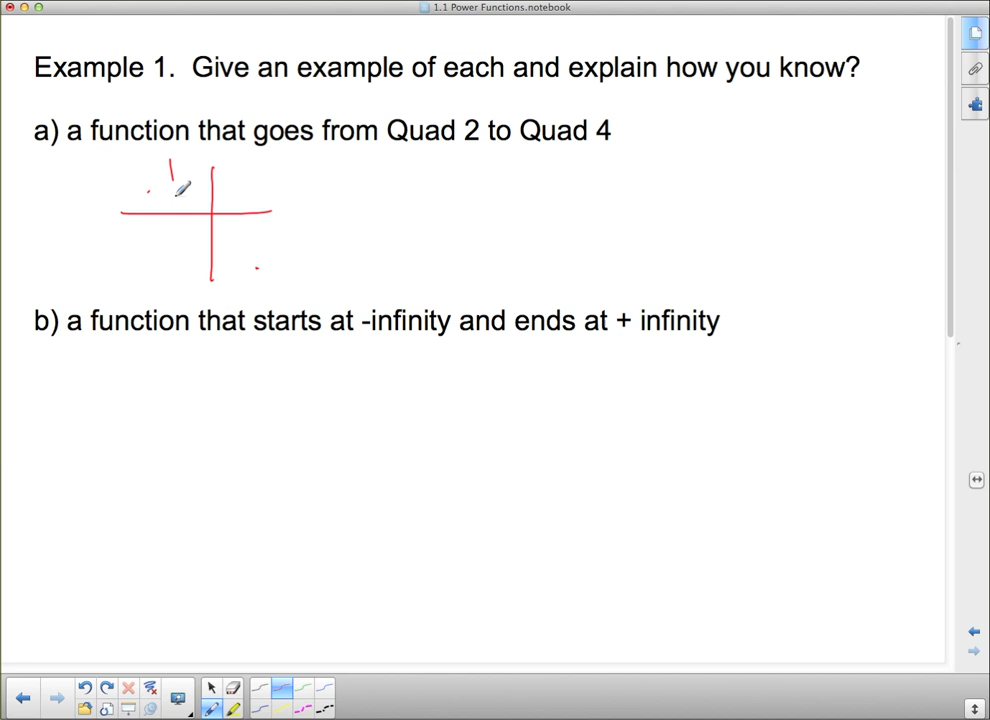 1.1 Power Functions.notebook
Example 1. Give an example of each and explain how you know?
a) a function that goes from Quad 2 to Quad 4
b) a function that starts at -infinity and ends at + infinity